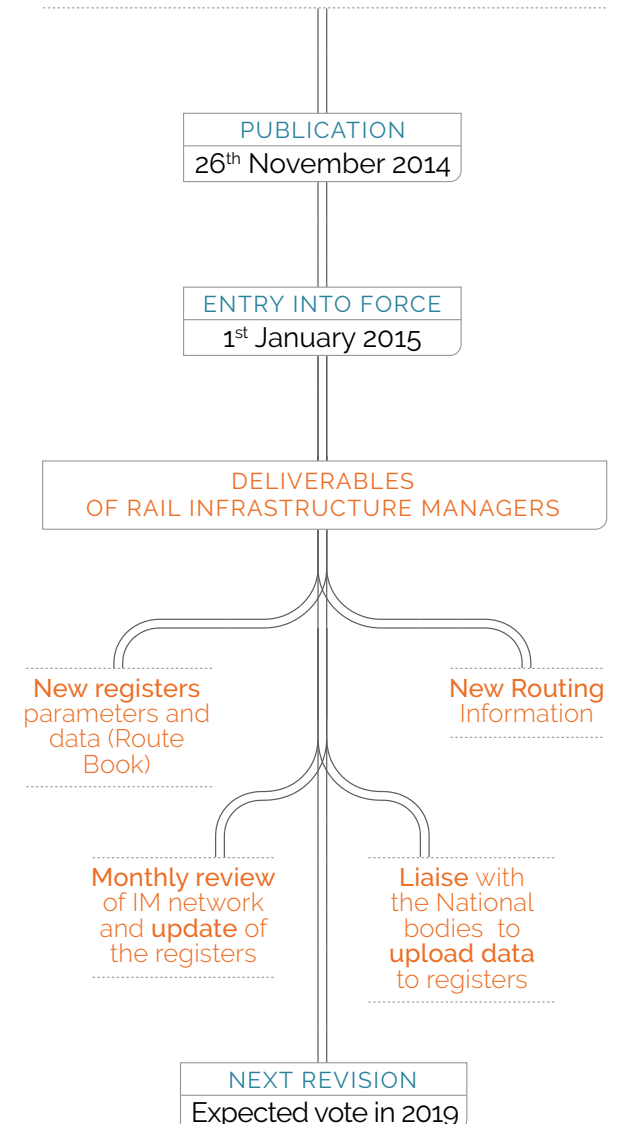 PUBLICATION
26th November 2014
ENTRY INTO FORCE
1st January 2015
DELIVERABLES
OF RAIL INFRASTRUCTURE MANAGERS
New registers
parameters and
data (Route
Book)
New Routing
Information
Monthly review
of IM network
and update of
the registers
Liaise with
the National
bodies to
upload data
to registers
NEXT REVISION
Expected vote in 2019